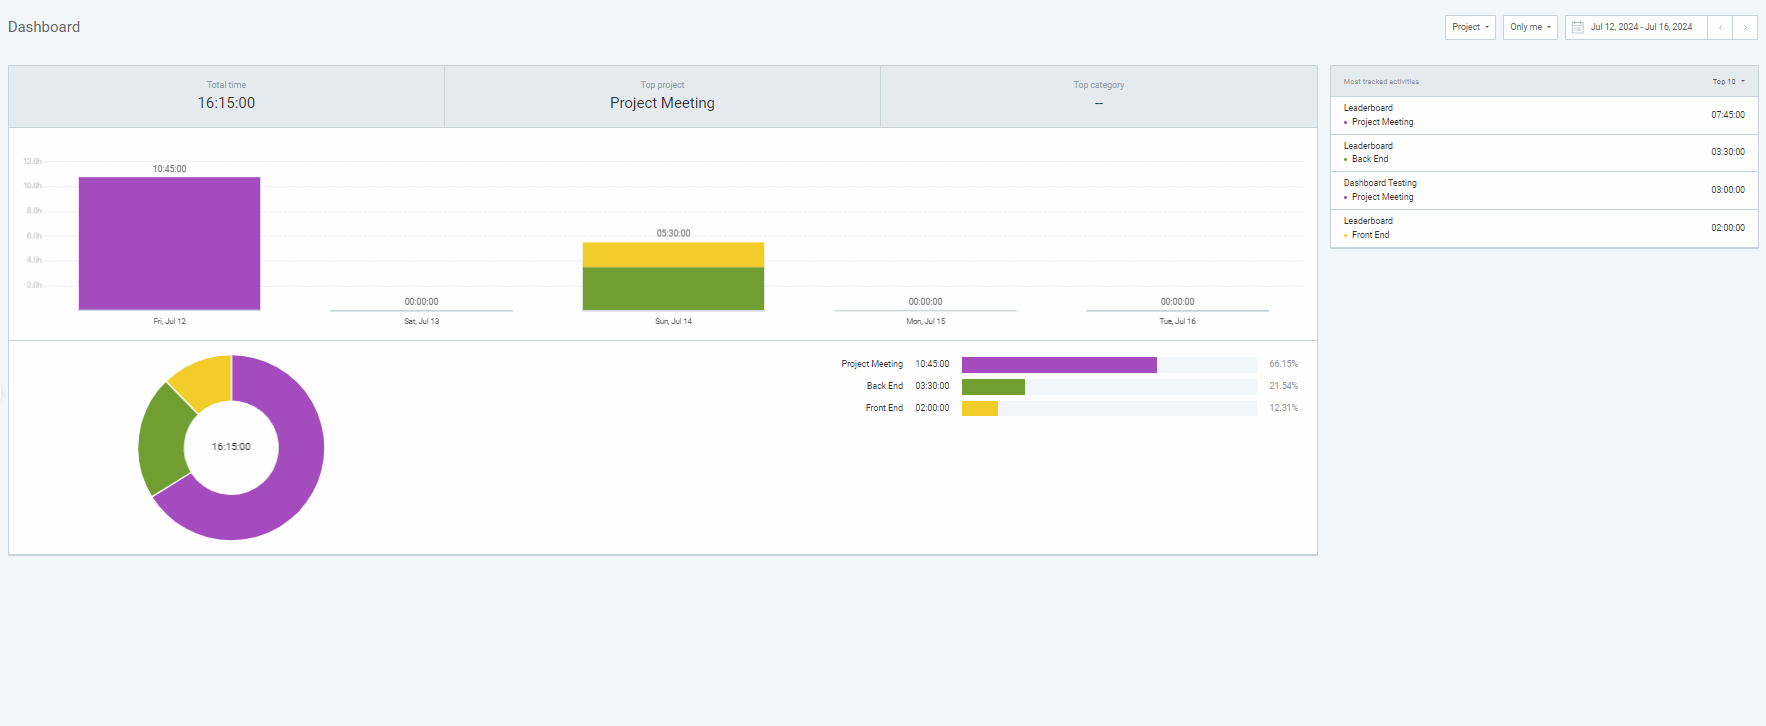 Dashboard
Project
Only me
Jul 12, 2024 - Jul 16, 2024
Total time
16:15:00
Top project
Project Meeting
Top category
--
12.0h
10.0h
8.0h
6.0h
4.0h
2.0h
10:45:00
00:00:00
05:30:00
00:00:00
00:00:00
Fri, Jul 12
Sat, Jul 13
Sun, Jul 14
Mon, Jul 15
Tue, Jul 16
16:15:00
Project Meeting 10:45:00 66.15%
Back End 03:30:00 21.54%
Front End 02:00:00 12.31%
Most tracked activities Top 10
Leaderboard
Project Meeting
07:45:00
Leaderboard
Back End
03:30:00
Dashboard Testing
Project Meeting
03:00:00
Leaderboard
Front End
02:00:00